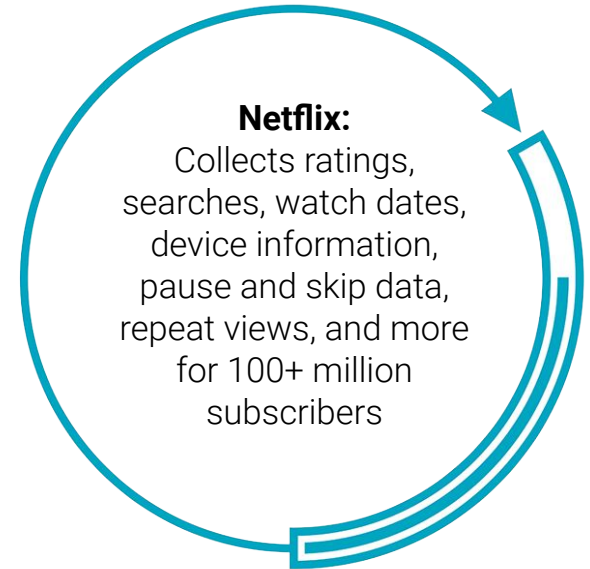 Netflix:
Collects ratings,
searches, watch dates,
device information,
pause and skip data,
repeat views, and more
for 100+ million
subscribers